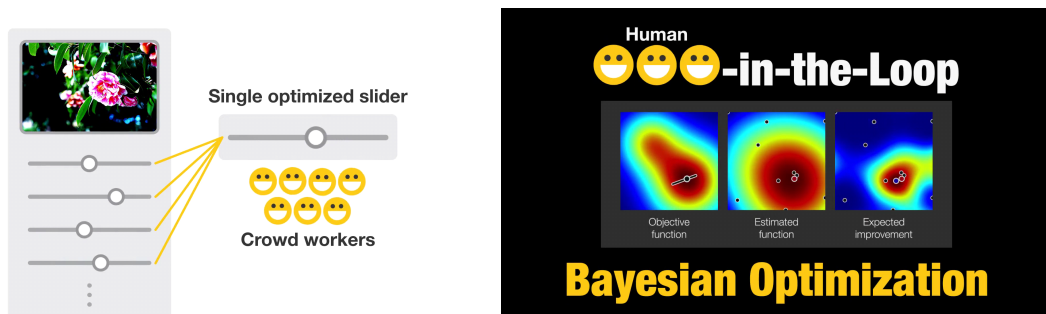 Single optimized slider
Crowd workers
Human
-in-the-Loop
Objective
function
Estimated
function
Expected
improvement
Bayesian Optimization